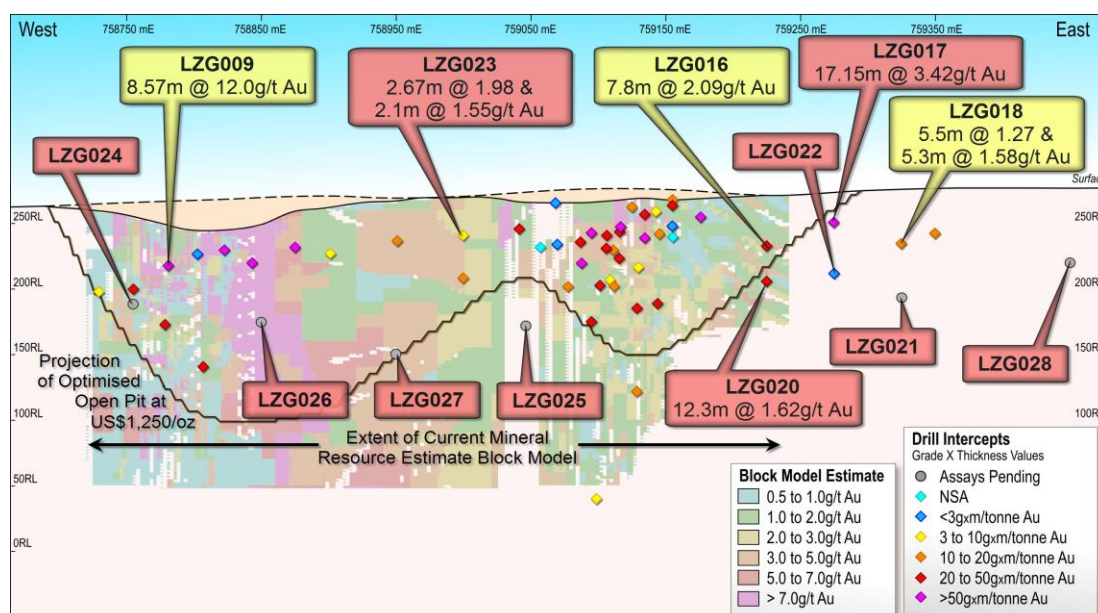 West
758750 mE
758850 mE
758950 mE
759050 mE
759150 mE
759250 mE
759350 mE
East
LZG009
8.57m @ 12.0g/t Au
LZG023
2.67m @ 1.98 &
2.1m @ 1.55g/t Au
LZG016
7.8m @ 2.09g/t Au
LZG017
17.15m @ 3.42g/t Au
LZG018
5.5m @ 1.27 &
5.3m @ 1.58g/t Au
LZG024
LZG022
Surface
250RL
250RL
200RL
200RL
150RL
150RL
100RL
100RL
50RL
0RL
Projection
of Optimised
Open Pit at
US$1,250/oz
LZG026
LZG027
LZG025
LZG020
12.3m @ 1.62g/t Au
LZG021
LZG028
Extent of Current Mineral
Resource Estimate Block Model
Block Model Estimate
0.5 to 1.0g/t Au
1.0 to 2.0g/t Au
2.0 to 3.0g/t Au
3.0 to 5.0g/t Au
5.0 to 7.0g/t Au
> 7.0g/t Au
Drill Intercepts
Grade X Thickness Values
Assays Pending
NSA
<3gxm/tonne Au
3 to 10gxm/tonne Au
10 to 20gxm/tonne Au
20 to 50gxm/tonne Au
>50gxm/tonne Au